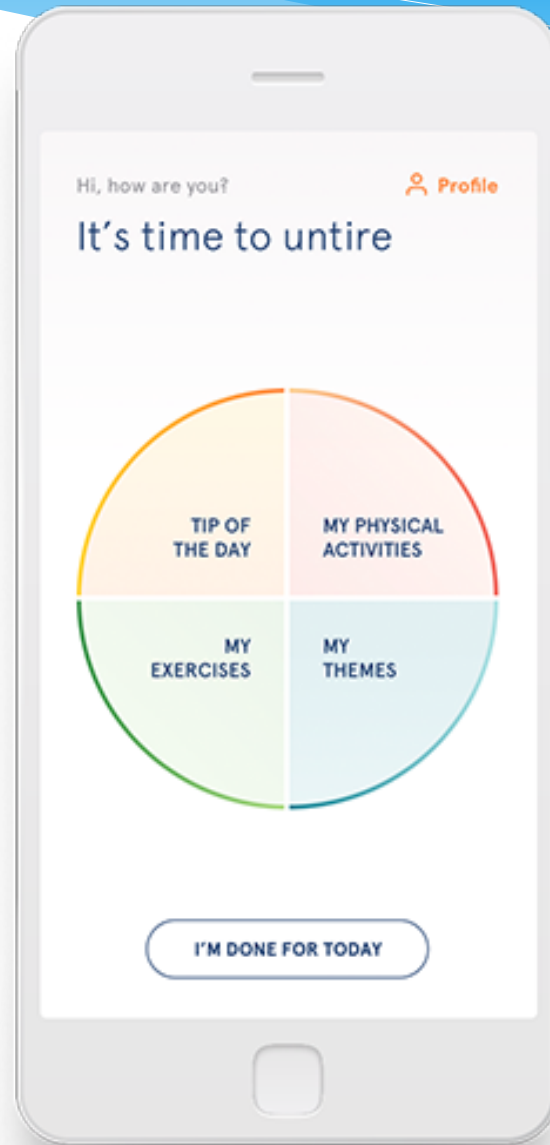 Hi, how are you?
Profile
It's time to untire
TIP OF
THE DAY
MY PHYSICAL
ACTIVITIES
MY
EXERCISES
MY
THEMES
I'M DONE FOR TODAY